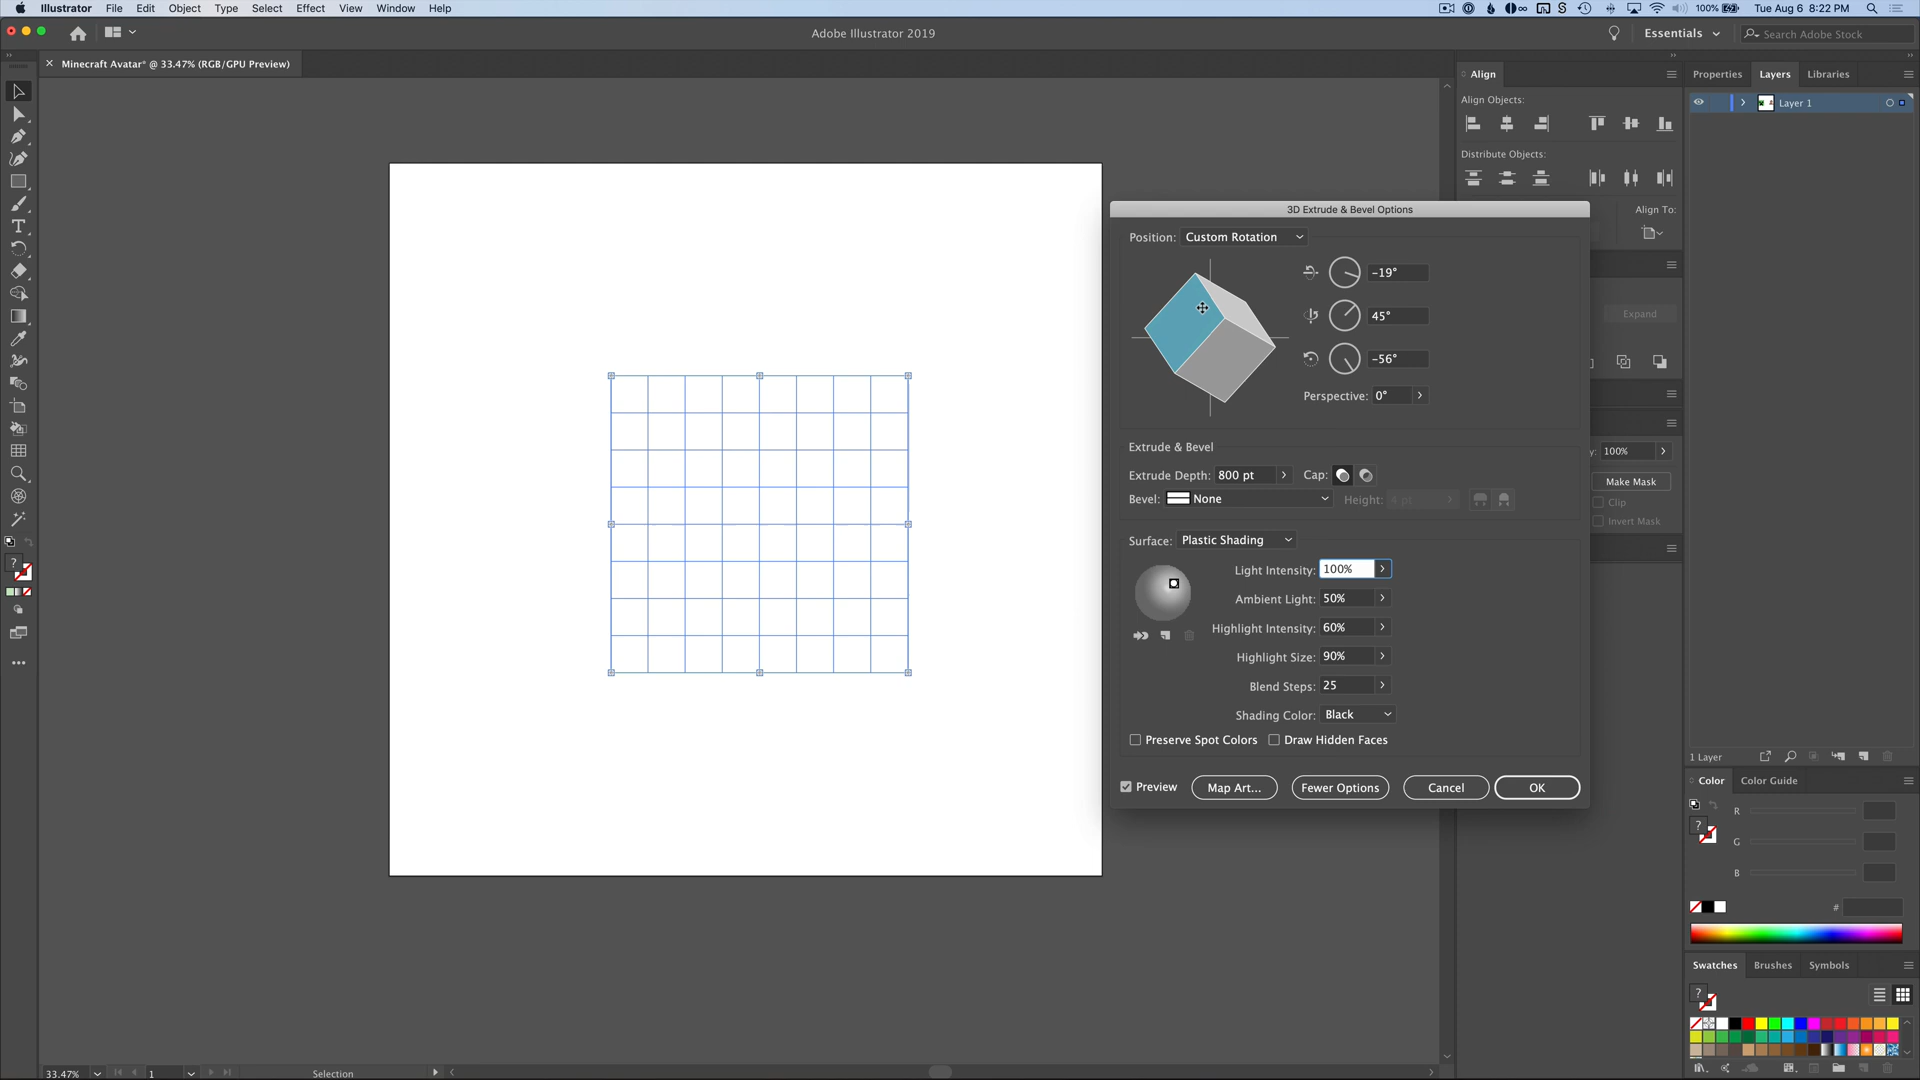 Illustrator File Edit Object Type Select Effect View Window Help
100% Tue Aug 6 8:22 PM
Adobe Illustrator 2019
Essentials
Search Adobe Stock
Minecraft Avatar* @ 33.47% (RGB/GPU Preview)
Align
Properties Layers Libraries
Align Objects:
Layer 1
Distribute Objects:
Align To:
3D Extrude & Bevel Options
Position: Custom Rotation
-19°
45°
-56°
Perspective: 0°
Expand
Extrude & Bevel
y: 100%
Extrude Depth: 800 pt Cap:
Make Mask
Bevel: None Height: 4 pt
Clip
Invert Mask
Surface: Plastic Shading
Light Intensity: 100%
Ambient Light: 50%
Highlight Intensity: 60%
Highlight Size: 90%
Blend Steps: 25
Shading Color: Black
Preserve Spot Colors Draw Hidden Faces
1 Layer
Preview Map Art... Fewer Options Cancel OK
Color Color Guide
R
?
G
B
#
Swatches Brushes Symbols
?
?
33.47% 1 Selection